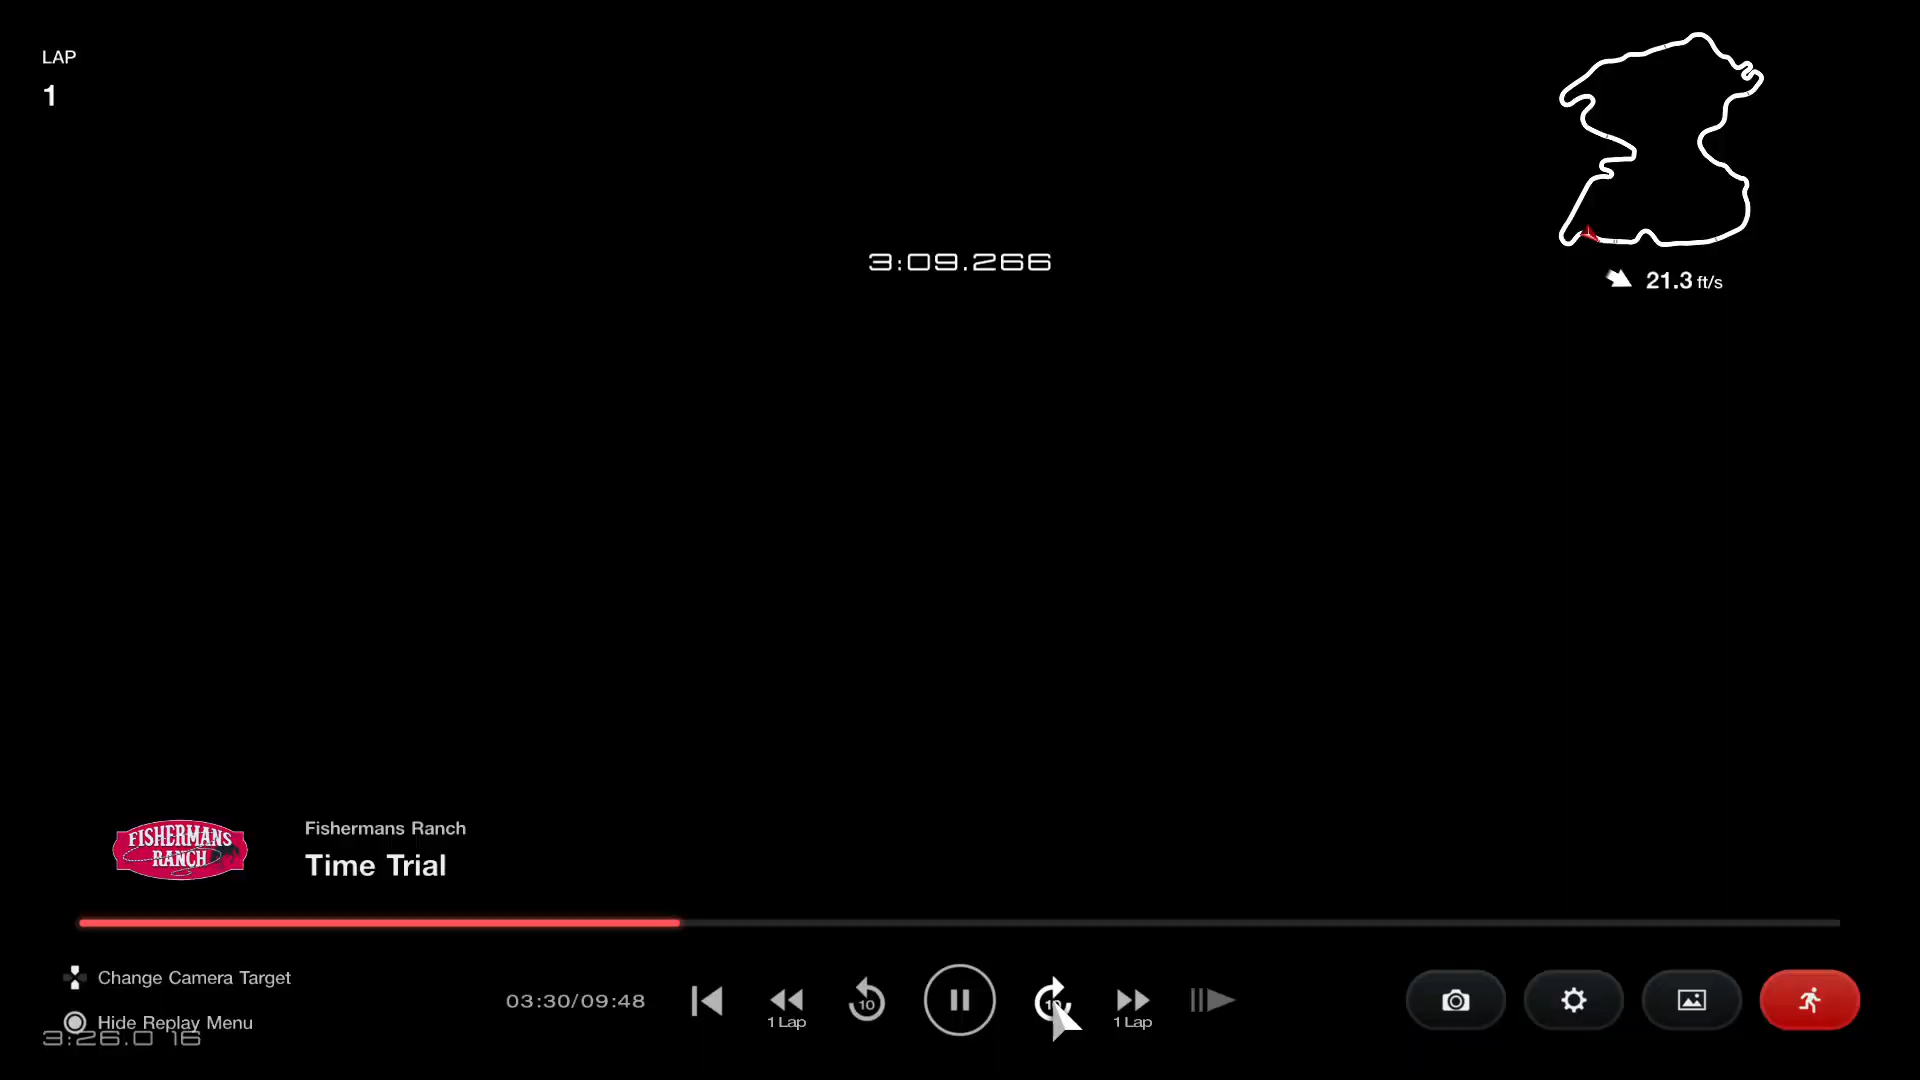 LAP
1
3:09.266
21.3 ft/s
FISHERMANS
RANCH
Fishermans Ranch
Time Trial
Change Camera Target
Hide Replay Menu
3:26.016
03:30/09:48
1 Lap
10
10
1 Lap